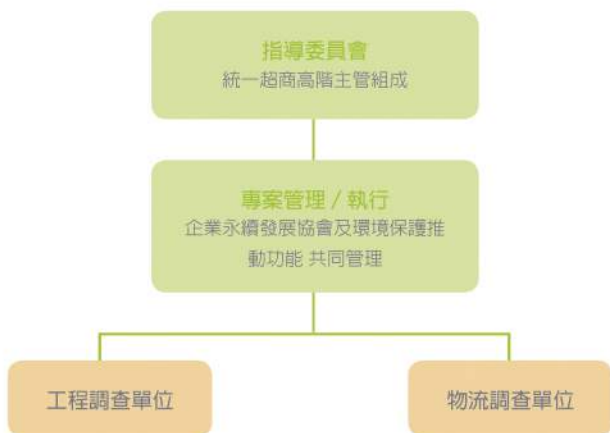 指導委員會
統一超商高階主管組成
專案管理 / 執行
企業永續發展協會及環境保護推
動功能 共同管理
工程調查單位
物流調查單位